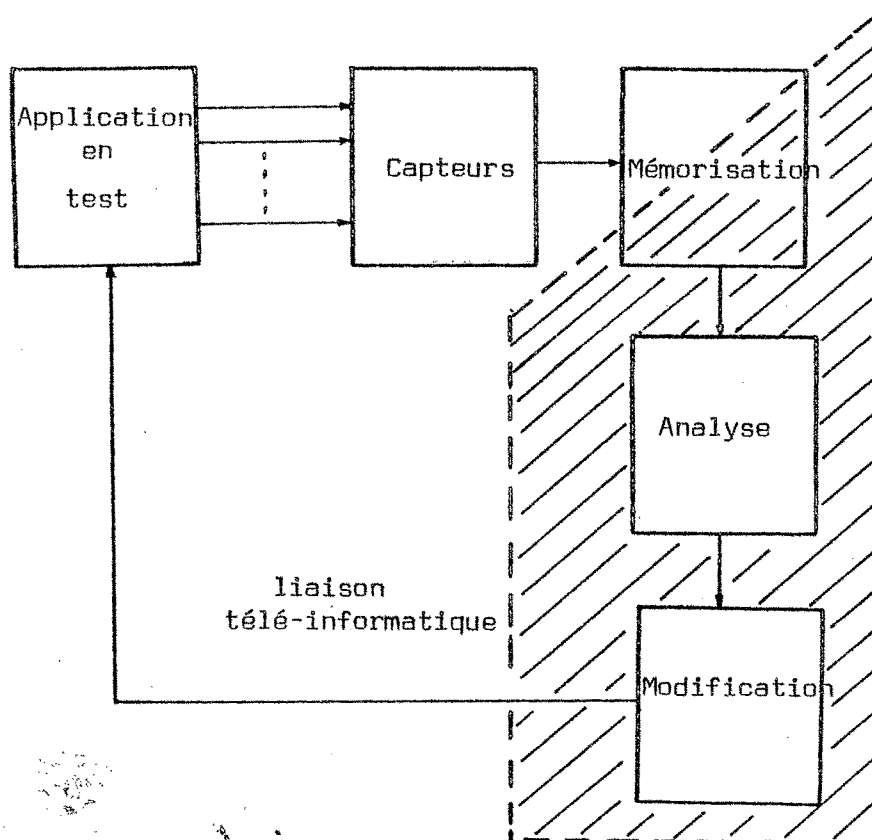 Application
en
test
Capteurs
Mémorisation
Analyse
liaison
télé-informatique
Modification